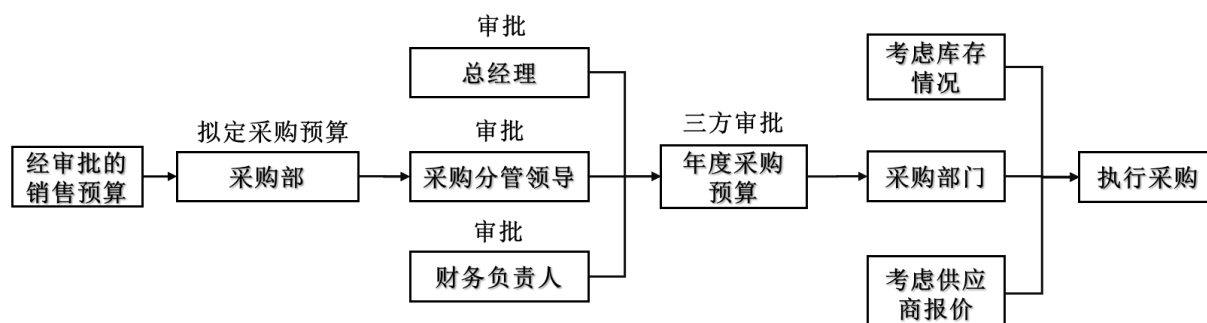 经审批的
销售预算
拟定采购预算
采购部
审批
总经理
审批
采购分管领导
审批
财务负责人
三方审批
年度采购
预算
考虑库存
情况
采购部门
考虑供应
商报价
执行采购